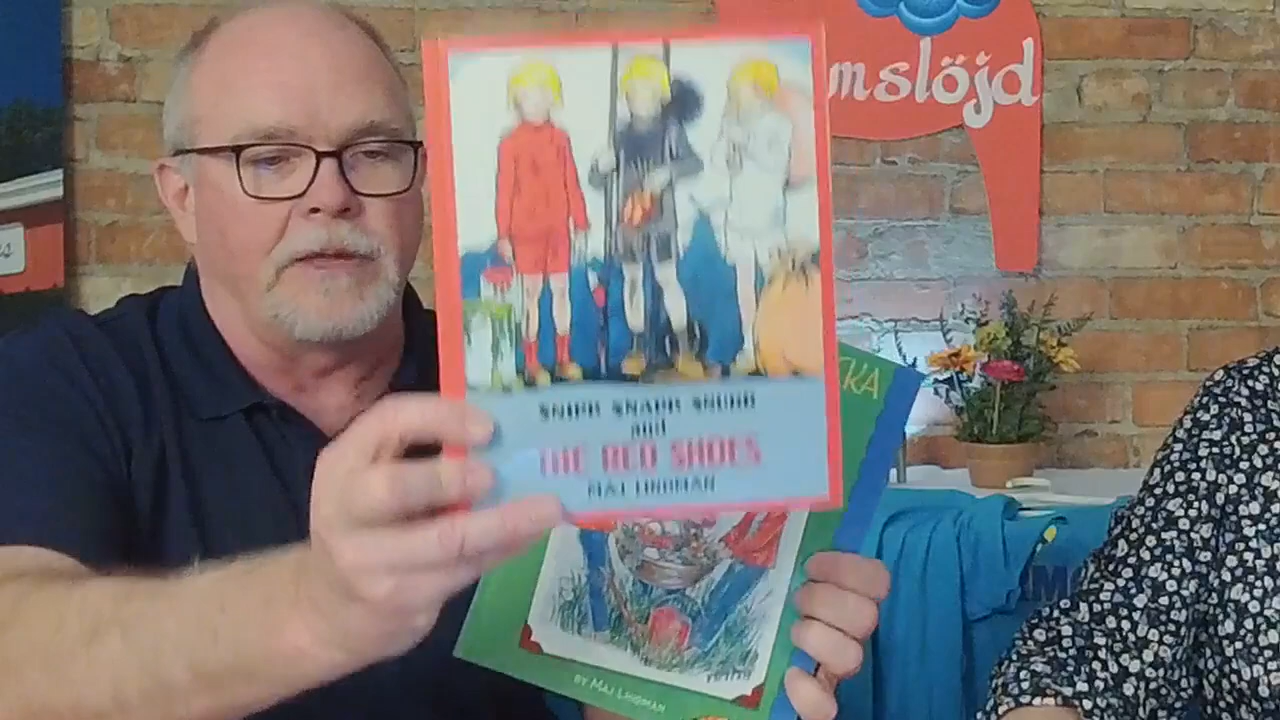 mslöjd
SNIPP SNAPP SNURR
and
THE RED SHOES
MAJ LINDMAN
KA
BY MAJ LINDMAN